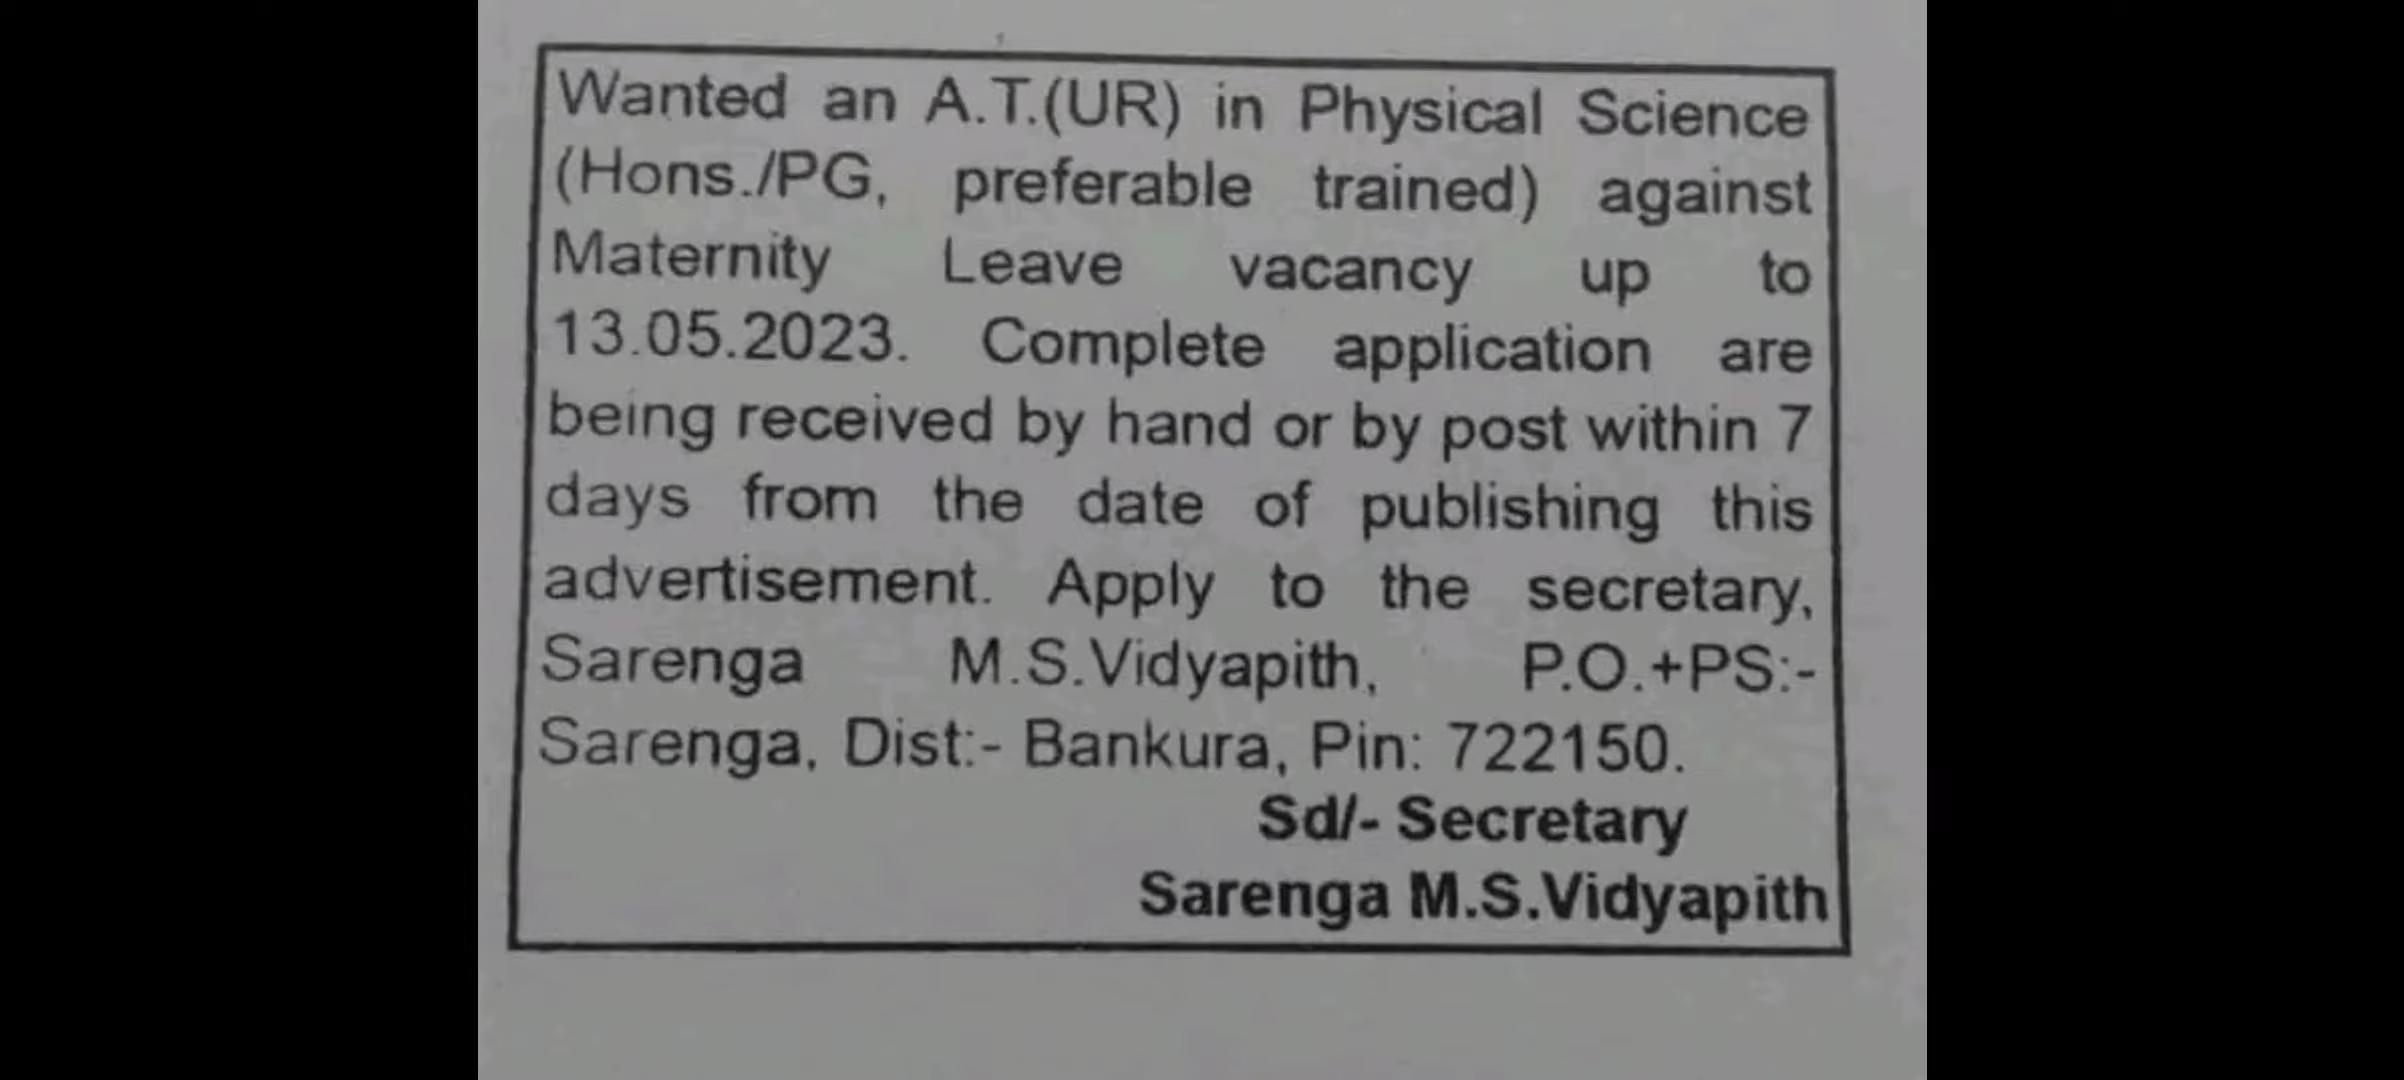 Wanted an A.T.(UR) in Physical Science
(Hons./PG, preferable trained) against
Maternity Leave vacancy up to
13.05.2023. Complete application are
being received by hand or by post within 7
days from the date of publishing this
advertisement. Apply to the secretary,
Sarenga M.S.Vidyapith, P.O.+PS:-
Sarenga, Dist:- Bankura, Pin: 722150.
Sd/- Secretary
Sarenga M.S.Vidyapith